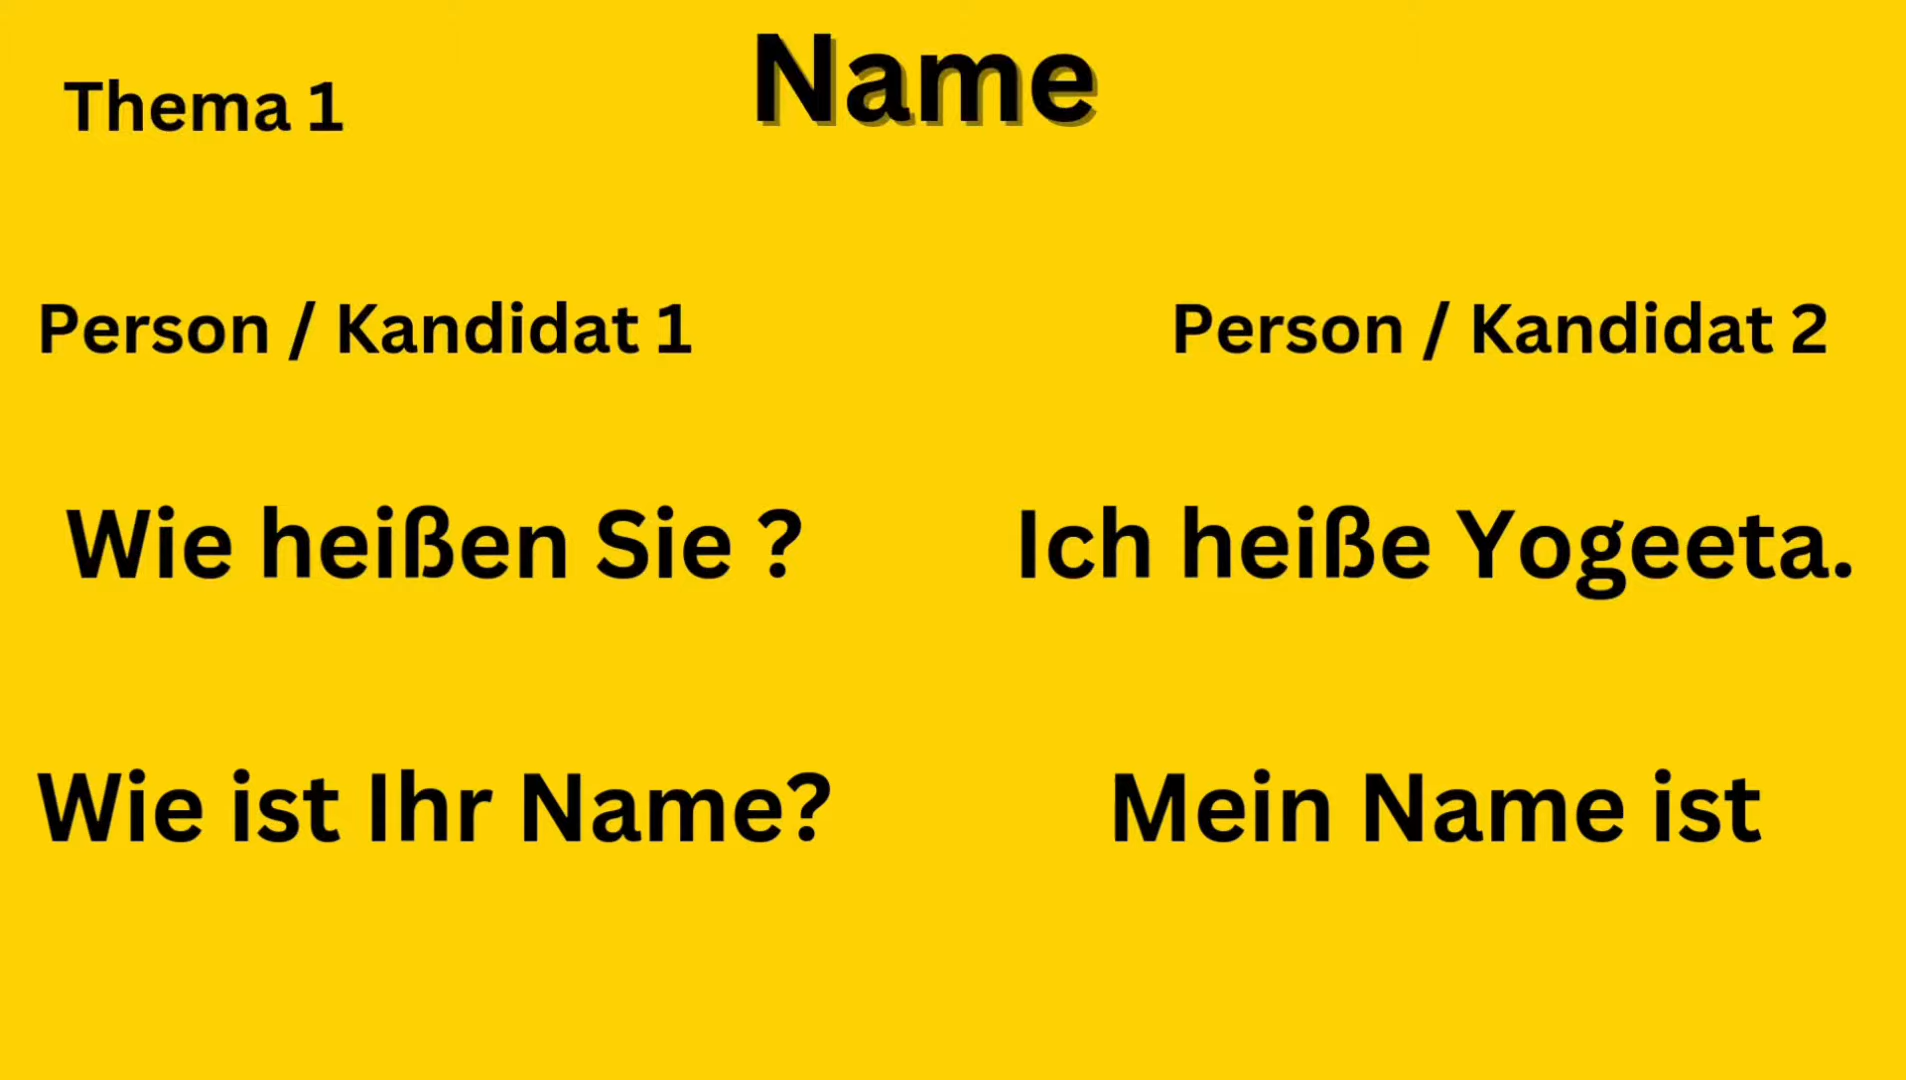 Thema 1
Name
Person / Kandidat 1
Person / Kandidat 2
Wie heißen Sie ?
Ich heiße Yogeeta.
Wie ist Ihr Name?
Mein Name ist